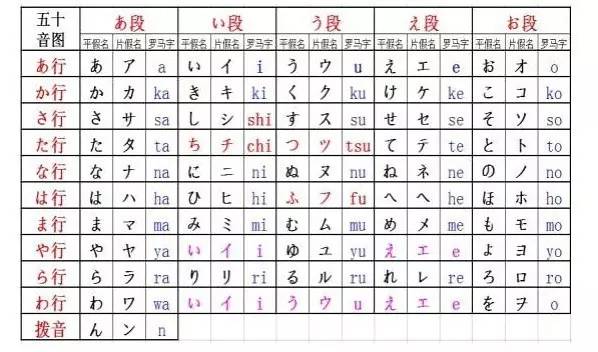 五十音图 あ段 い段 う段 え段 お段
平假名 片假名 罗马字 平假名 片假名 罗马字 平假名 片假名 罗马字 平假名 片假名 罗马字 平假名 片假名 罗马字
あ行 あ ア a い イ i う ウ u え エ e お オ o
か行 か カ ka き キ ki く ク ku け ケ ke こ コ ko
さ行 さ サ sa し シ shi す ス su せ セ se そ ソ so
た行 た タ ta ち チ chi つ ツ tsu て テ te と ト to
な行 な ナ na に ニ ni ぬ ヌ nu ね ネ ne の ノ no
は行 は ハ ha ひ ヒ hi ふ フ fu へ ヘ he ほ ホ ho
ま行 ま マ ma み ミ mi む ム mu め メ me も モ mo
や行 や ヤ ya い イ i ゆ ユ yu え エ e よ ヨ yo
ら行 ら ラ ra り リ ri る ル ru れ レ re ろ ロ ro
わ行 わ ワ wa い イ i う ウ u え エ e を ヲ o
拨音 ん ン n